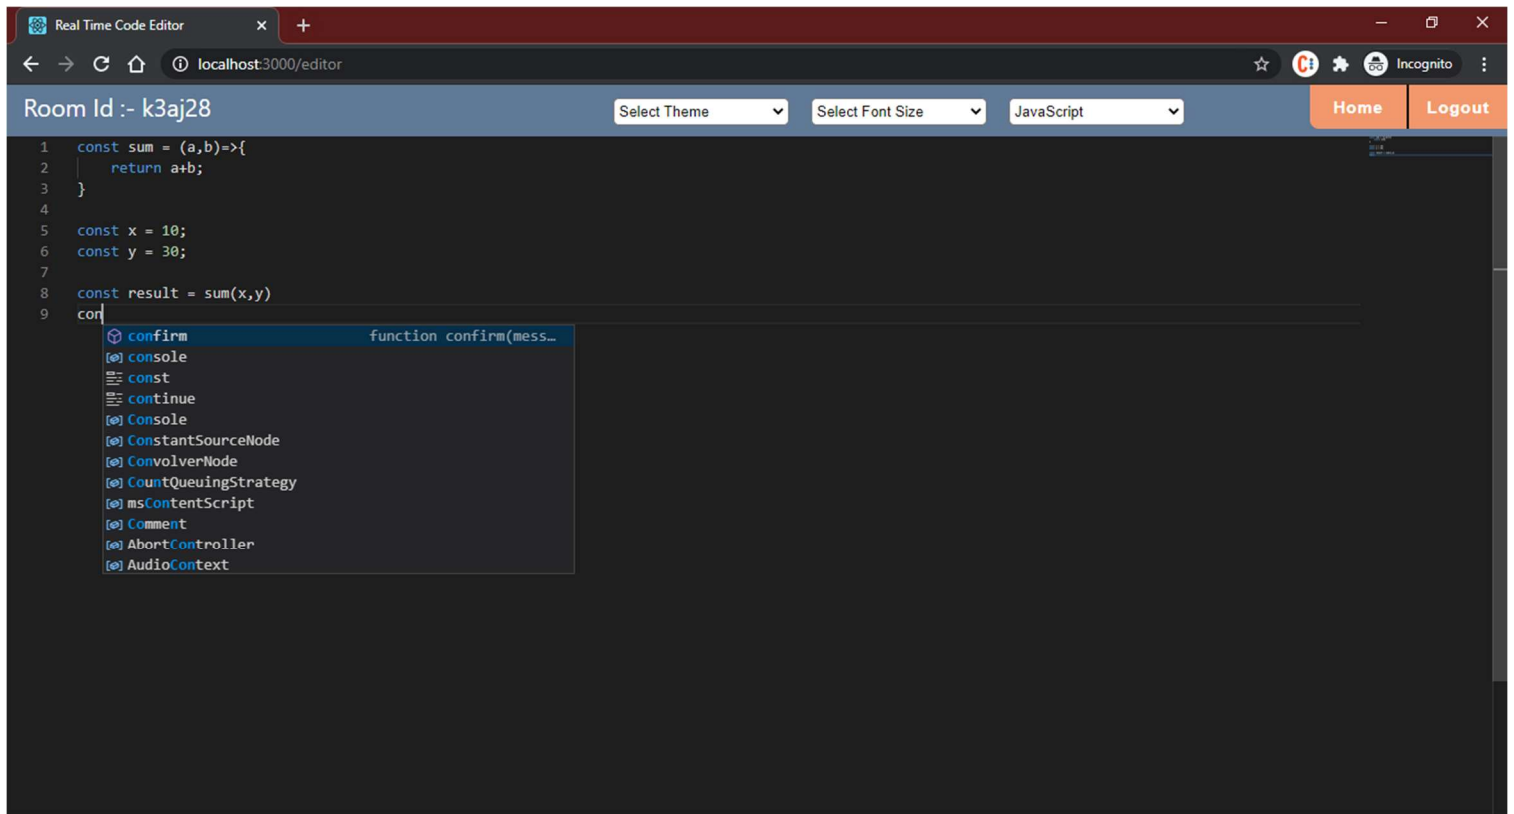 Real Time Code Editor
localhost:3000/editor
Incognito
Room Id :- k3aj28
Select Theme
Select Font Size
JavaScript
Home
Logout
1 const sum = (a,b)=>{
2 return a+b;
3 }
4
5 const x = 10;
6 const y = 30;
7
8 const result = sum(x,y)
9 con
confirm function confirm(mess…
console
const
continue
Console
ConstantSourceNode
ConvolverNode
CountQueuingStrategy
msContentScript
Comment
AbortController
AudioContext